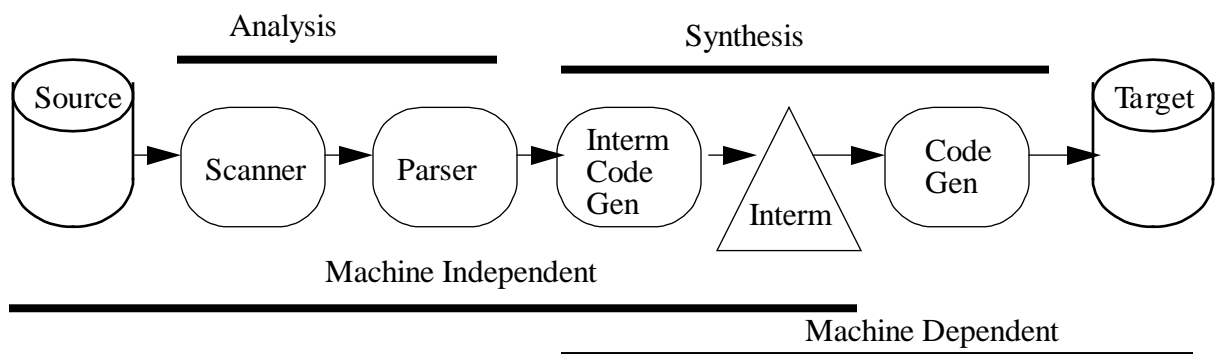 Analysis
Synthesis
Source
Scanner
Parser
Interm
Code
Gen
Interm
Code
Gen
Target
Machine Independent
Machine Dependent